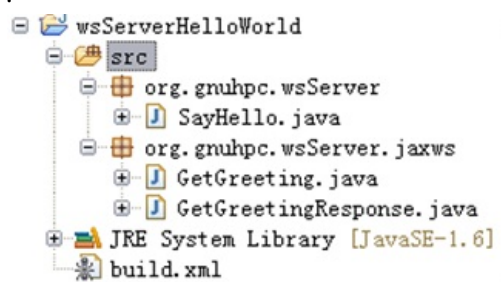 wsServerHelloWorld
src
org.gnuhpc.wsServer
SayHello.java
org.gnuhpc.wsServer.jaxws
GetGreeting.java
GetGreetingResponse.java
JRE System Library [JavaSE-1.6]
build.xml